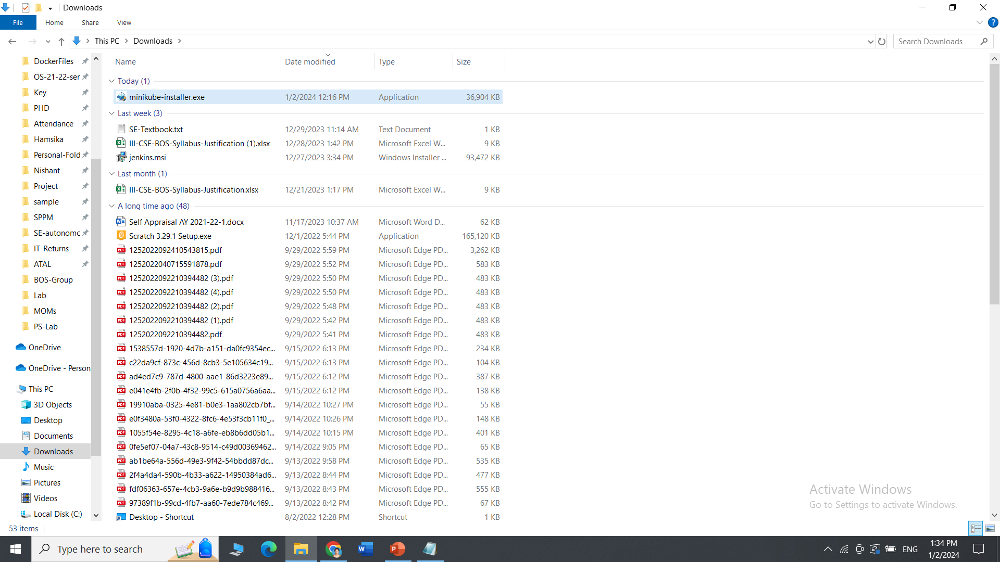 Downloads
File Home Share View
This PC Downloads
Search Downloads
DockerFiles
OS-21-22-ser
Key
PHD
Attendance
Hamsika
Personal-Fold
Nishant
Project
sample
SPPM
SE-autonomc
IT-Returns
ATAL
BOS-Group
Lab
MOMs
PS-Lab
OneDrive
OneDrive - Person
This PC
3D Objects
Desktop
Documents
Downloads
Music
Pictures
Videos
Local Disk (C:)
Name Date modified Type Size
Today (1)
minikube-installer.exe 1/2/2024 12:16 PM Application 36,904 KB
Last week (3)
SE-Textbook.txt 12/29/2023 11:14 AM Text Document 1 KB
III-CSE-BOS-Syllabus-Justification (1).xlsx 12/28/2023 1:42 PM Microsoft Excel W... 9 KB
jenkins.msi 12/27/2023 3:34 PM Windows Installer ... 93,472 KB
Last month (1)
III-CSE-BOS-Syllabus-Justification.xlsx 12/21/2023 1:17 PM Microsoft Excel W... 9 KB
A long time ago (48)
Self Appraisal AY 2021-22-1.docx 11/17/2023 10:37 AM Microsoft Word D... 62 KB
Scratch 3.29.1 Setup.exe 12/1/2022 5:44 PM Application 165,120 KB
1252022092410543815.pdf 9/29/2022 5:59 PM Microsoft Edge PD... 3,262 KB
1252022040715591878.pdf 9/29/2022 5:52 PM Microsoft Edge PD... 583 KB
1252022092210394482 (3).pdf 9/29/2022 5:50 PM Microsoft Edge PD... 483 KB
1252022092210394482 (4).pdf 9/29/2022 5:50 PM Microsoft Edge PD... 483 KB
1252022092210394482 (2).pdf 9/29/2022 5:48 PM Microsoft Edge PD... 483 KB
1252022092210394482 (1).pdf 9/29/2022 5:42 PM Microsoft Edge PD... 483 KB
1252022092210394482.pdf 9/29/2022 5:41 PM Microsoft Edge PD... 483 KB
1538557d-1920-4d7b-a151-da0fc9354ec... 9/15/2022 6:13 PM Microsoft Edge PD... 234 KB
c22da9cf-873c-456d-8cb3-5e105634c19... 9/15/2022 6:13 PM Microsoft Edge PD... 104 KB
ad4ed7c9-787d-4800-aae1-86d3223e89... 9/15/2022 6:12 PM Microsoft Edge PD... 387 KB
e041e4fb-2f0b-4f32-99c5-615a0756a6aa... 9/15/2022 6:12 PM Microsoft Edge PD... 138 KB
19910aba-0325-4e81-b0e3-1aa802cb7bf... 9/14/2022 10:27 PM Microsoft Edge PD... 55 KB
e0f3480a-53f0-4322-8fc6-4e53f3cb11f0_... 9/14/2022 10:26 PM Microsoft Edge PD... 148 KB
1055f54e-8295-4c18-a6fe-eb8b6dd05b1... 9/14/2022 10:15 PM Microsoft Edge PD... 401 KB
0fe5ef07-04a7-43c8-9514-c49d00369462... 9/14/2022 9:05 PM Microsoft Edge PD... 65 KB
ab1be64a-556d-49e3-9f42-54bbdd87dc... 9/13/2022 9:58 PM Microsoft Edge PD... 535 KB
2f4a4da4-590b-4b33-a622-14950384ad6... 9/13/2022 8:44 PM Microsoft Edge PD... 477 KB
fdf06363-657e-4cb3-9a6e-b9d9b988416... 9/13/2022 8:43 PM Microsoft Edge PD... 555 KB
97389f1b-99cd-4fb7-aa60-7ede784c469... 9/13/2022 8:42 PM Microsoft Edge PD... 67 KB
Desktop - Shortcut 8/2/2022 12:28 PM Shortcut 1 KB
Activate Windows
Go to Settings to activate Windows.
53 items
Type here to search
ENG
1:34 PM
1/2/2024